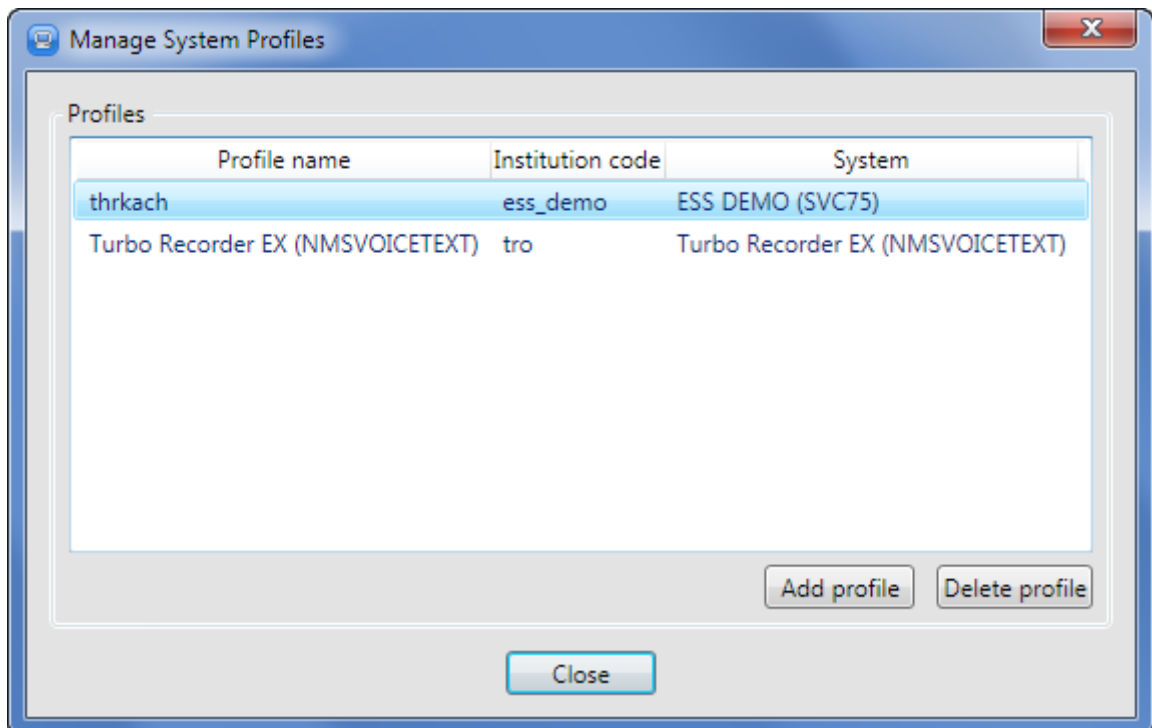 Manage System Profiles
Profiles
Profile name Institution code System
thrkach ess_demo ESS DEMO (SVC75)
Turbo Recorder EX (NMSVOICETEXT) tro Turbo Recorder EX (NMSVOICETEXT)
Add profile Delete profile
Close